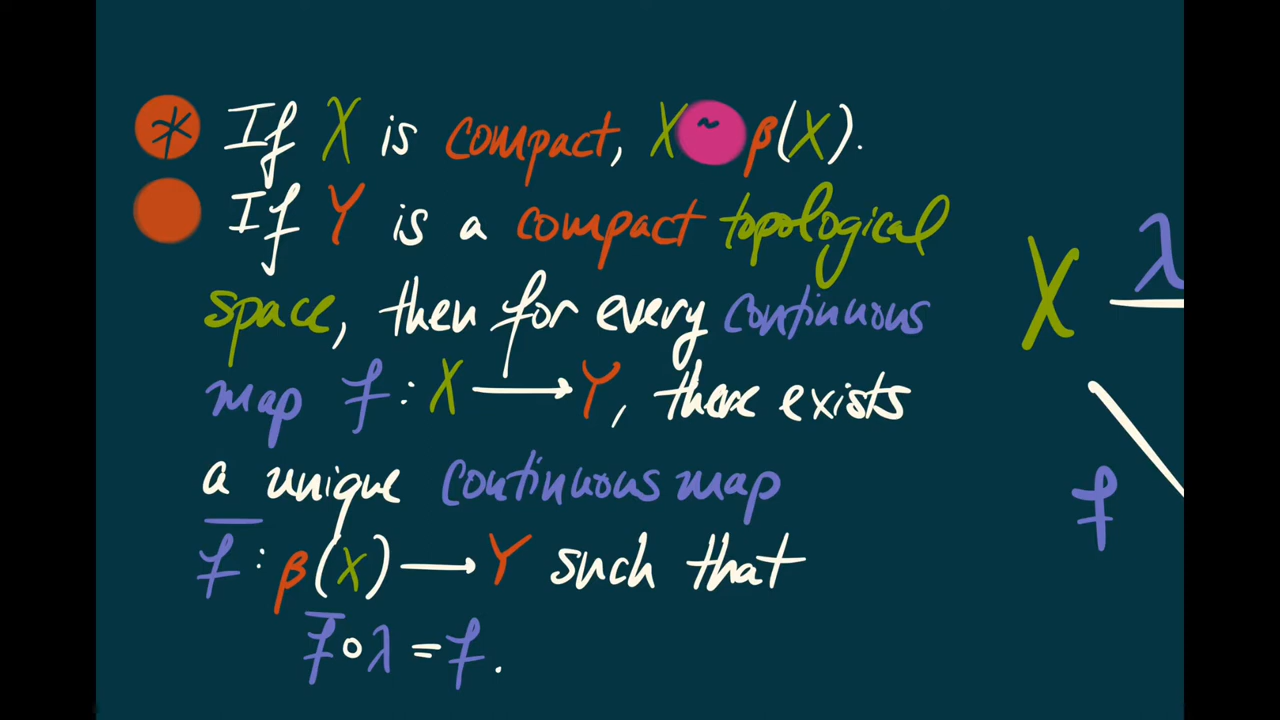 * If X is compact, X ~ β(X).
If Y is a compact topological
space, then for every continuous
map f : X ⟶ Y, there exists
a unique continuous map
f̅ : β(X) ⟶ Y such that
f̅ ∘ λ = f.
X λ
f